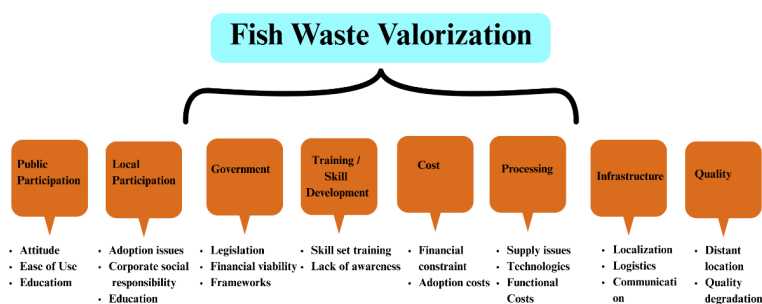 Fish Waste Valorization
Public
Participation
Local
Participation
Government
Training /
Skill
Development
Cost
Processing
Infrastructure
Quality
• Attitude
• Ease of Use
• Educatiom
• Adoption issues
• Corporate social
responsibility
• Education
• Legislation
• Financial viability
• Frameworks
• Skill set training
• Lack of awareness
• Financial
constraint
• Adoption costs
• Supply issues
• Technologies
• Functional
Costs
• Localization
• Logistics
• Communicati
on
• Distant
location
• Quality
degradation